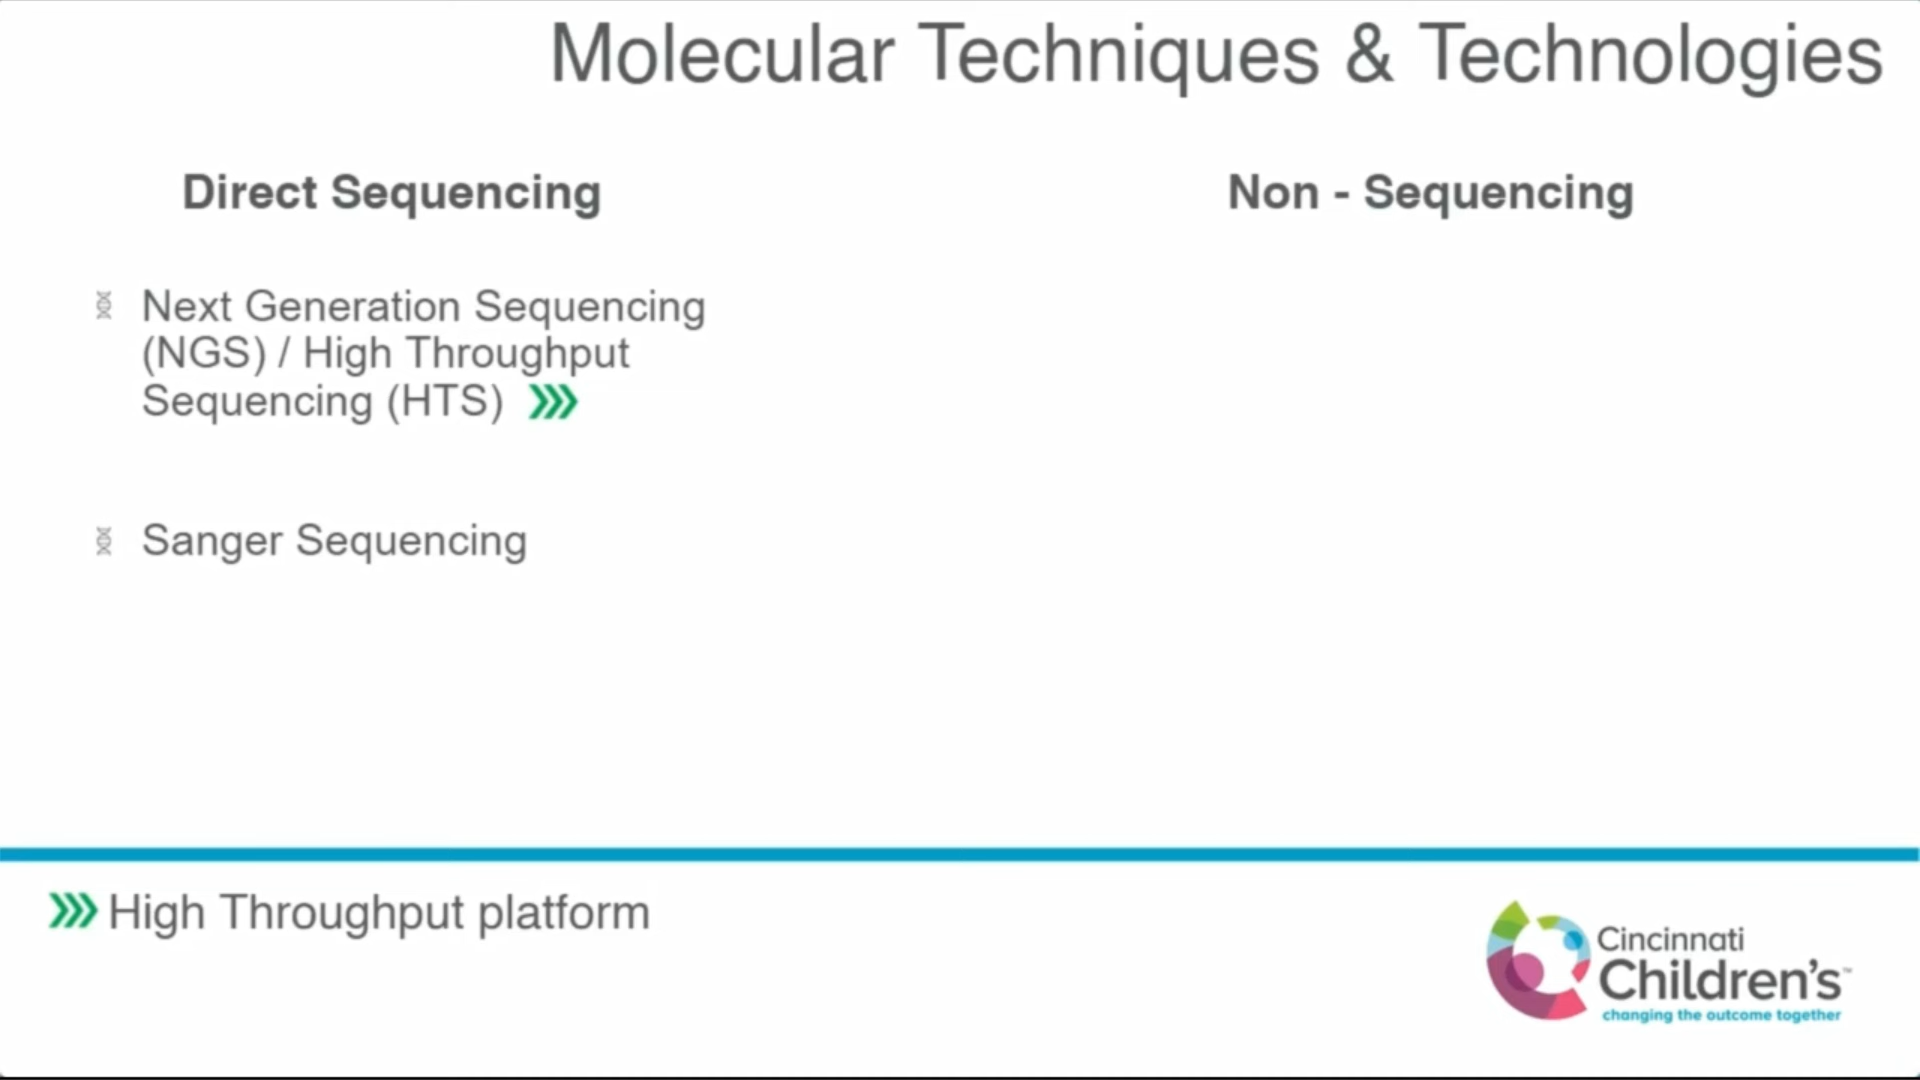 Molecular Techniques & Technologies
Direct Sequencing
Non - Sequencing
Next Generation Sequencing
(NGS) / High Throughput
Sequencing (HTS)
Sanger Sequencing
High Throughput platform
Cincinnati
Children's™
changing the outcome together